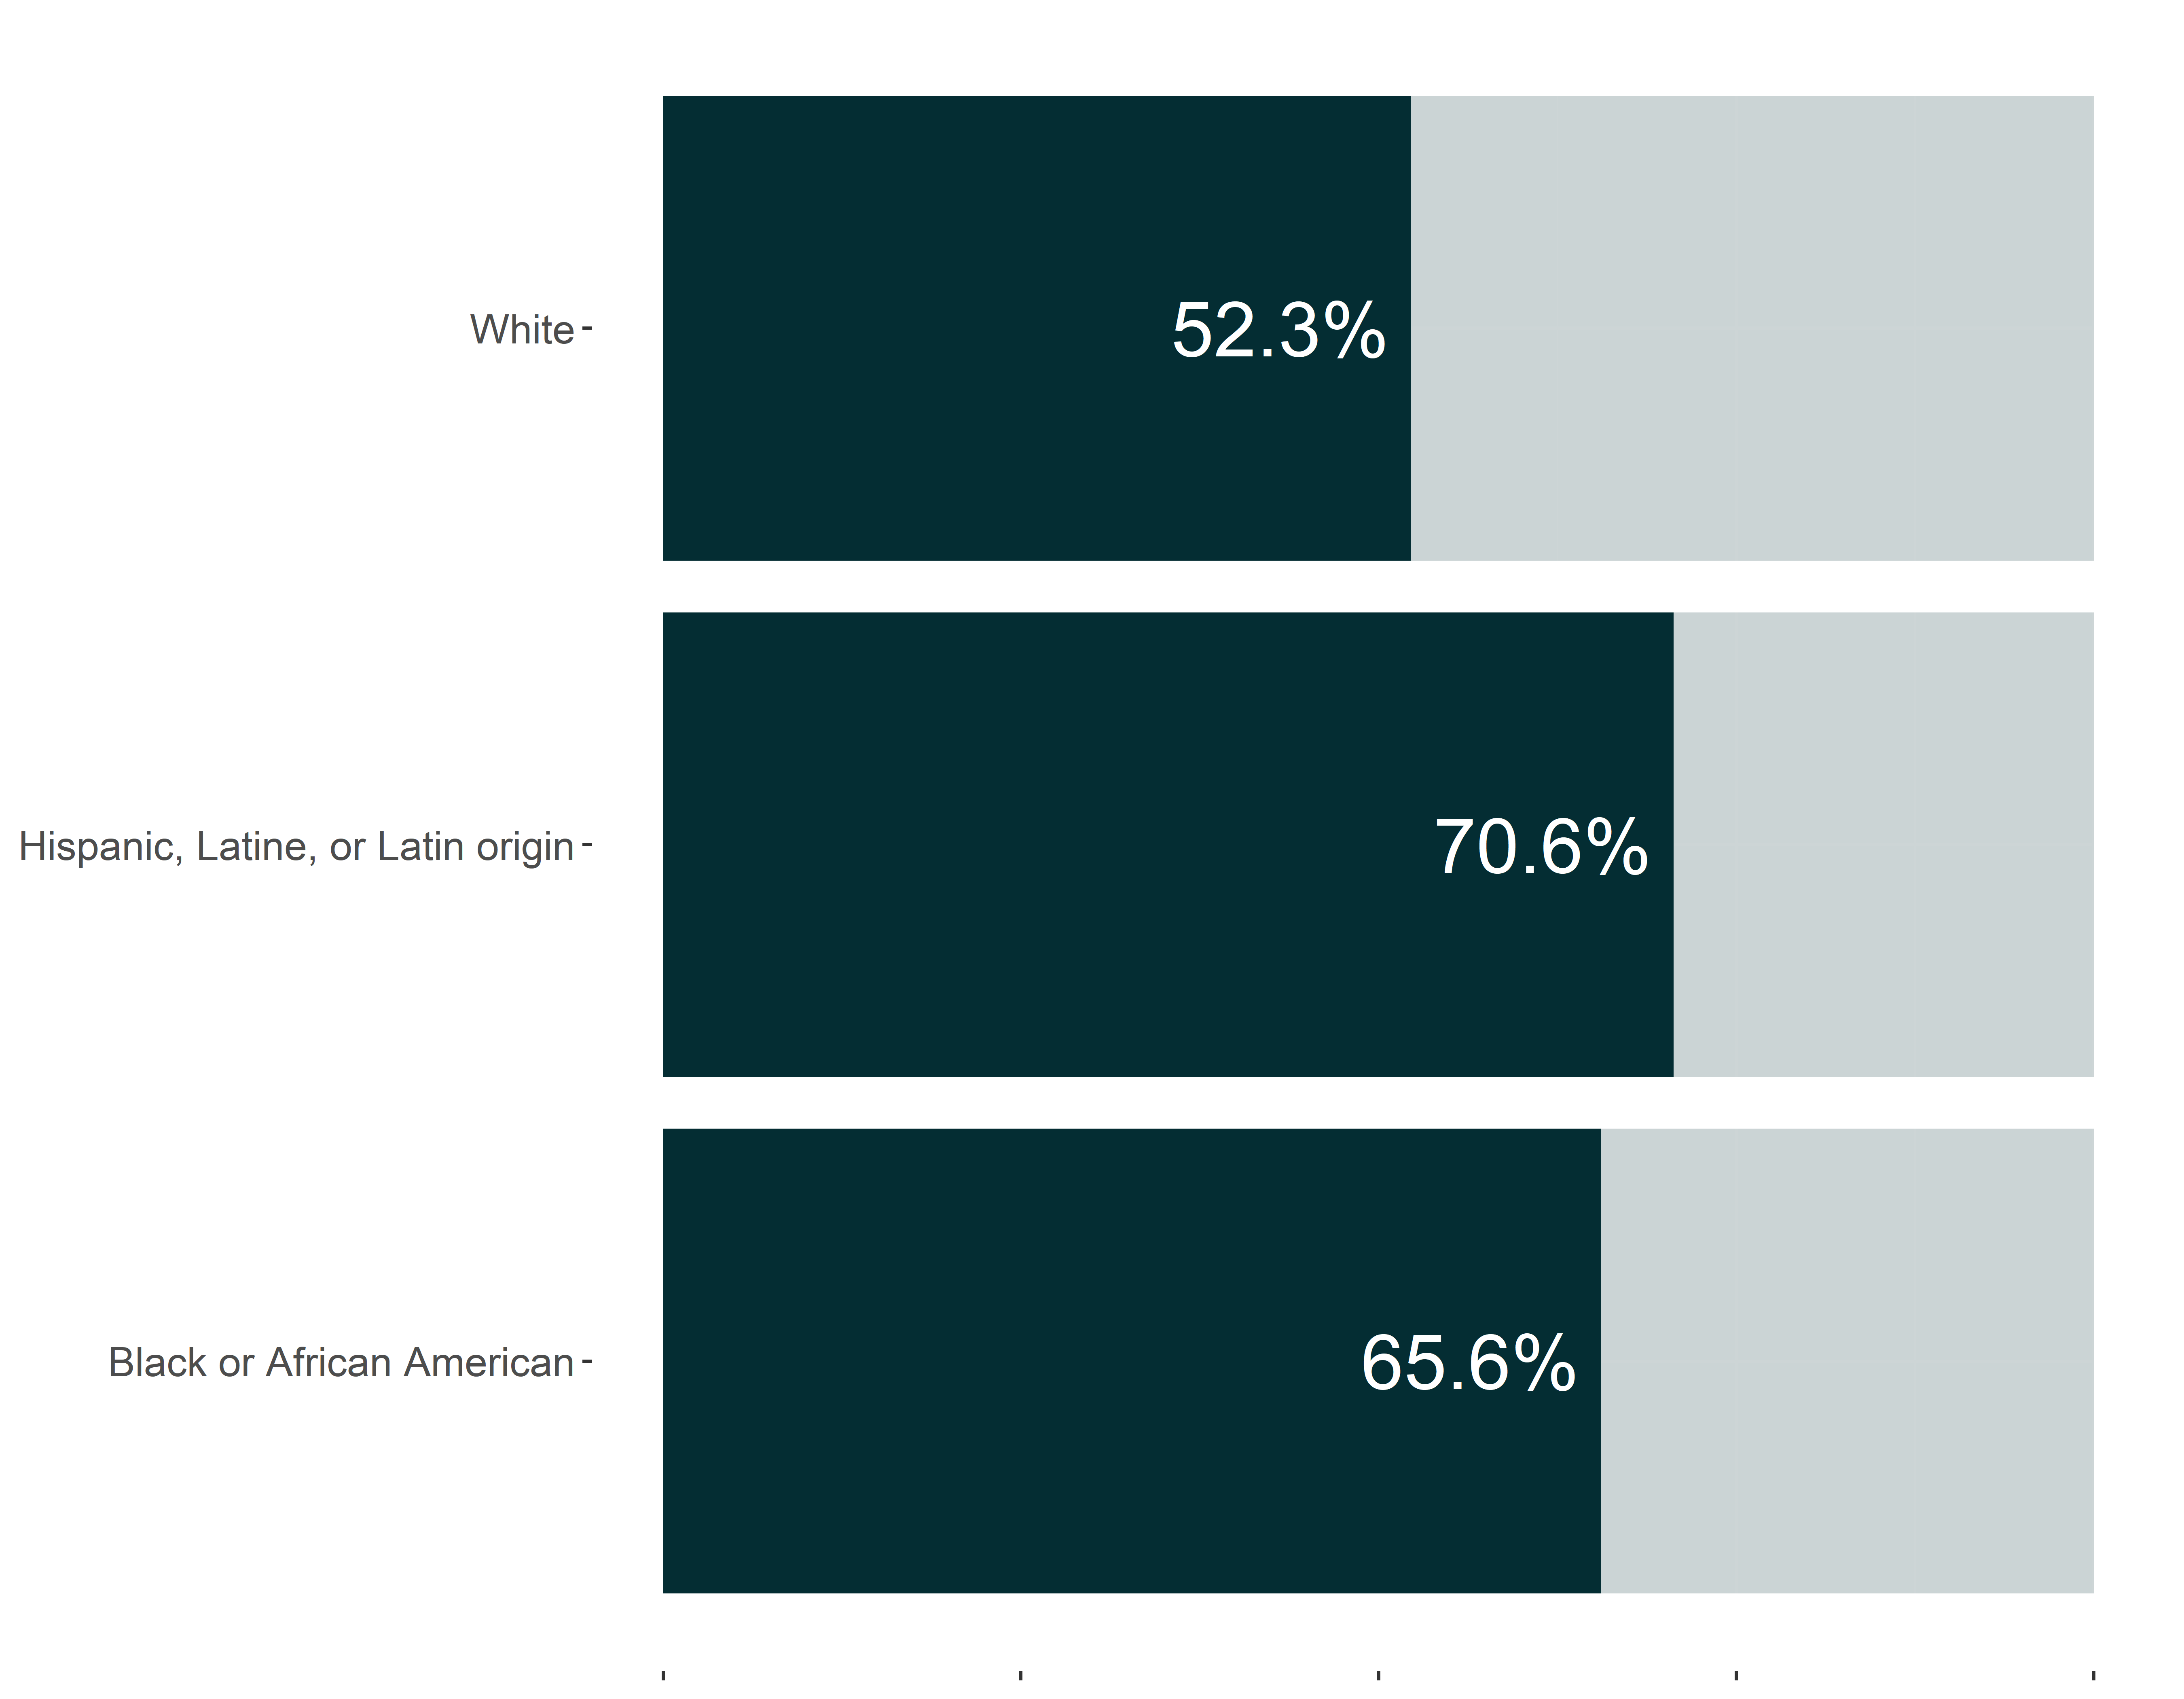 White
52.3%
Hispanic, Latine, or Latin origin
70.6%
Black or African American
65.6%